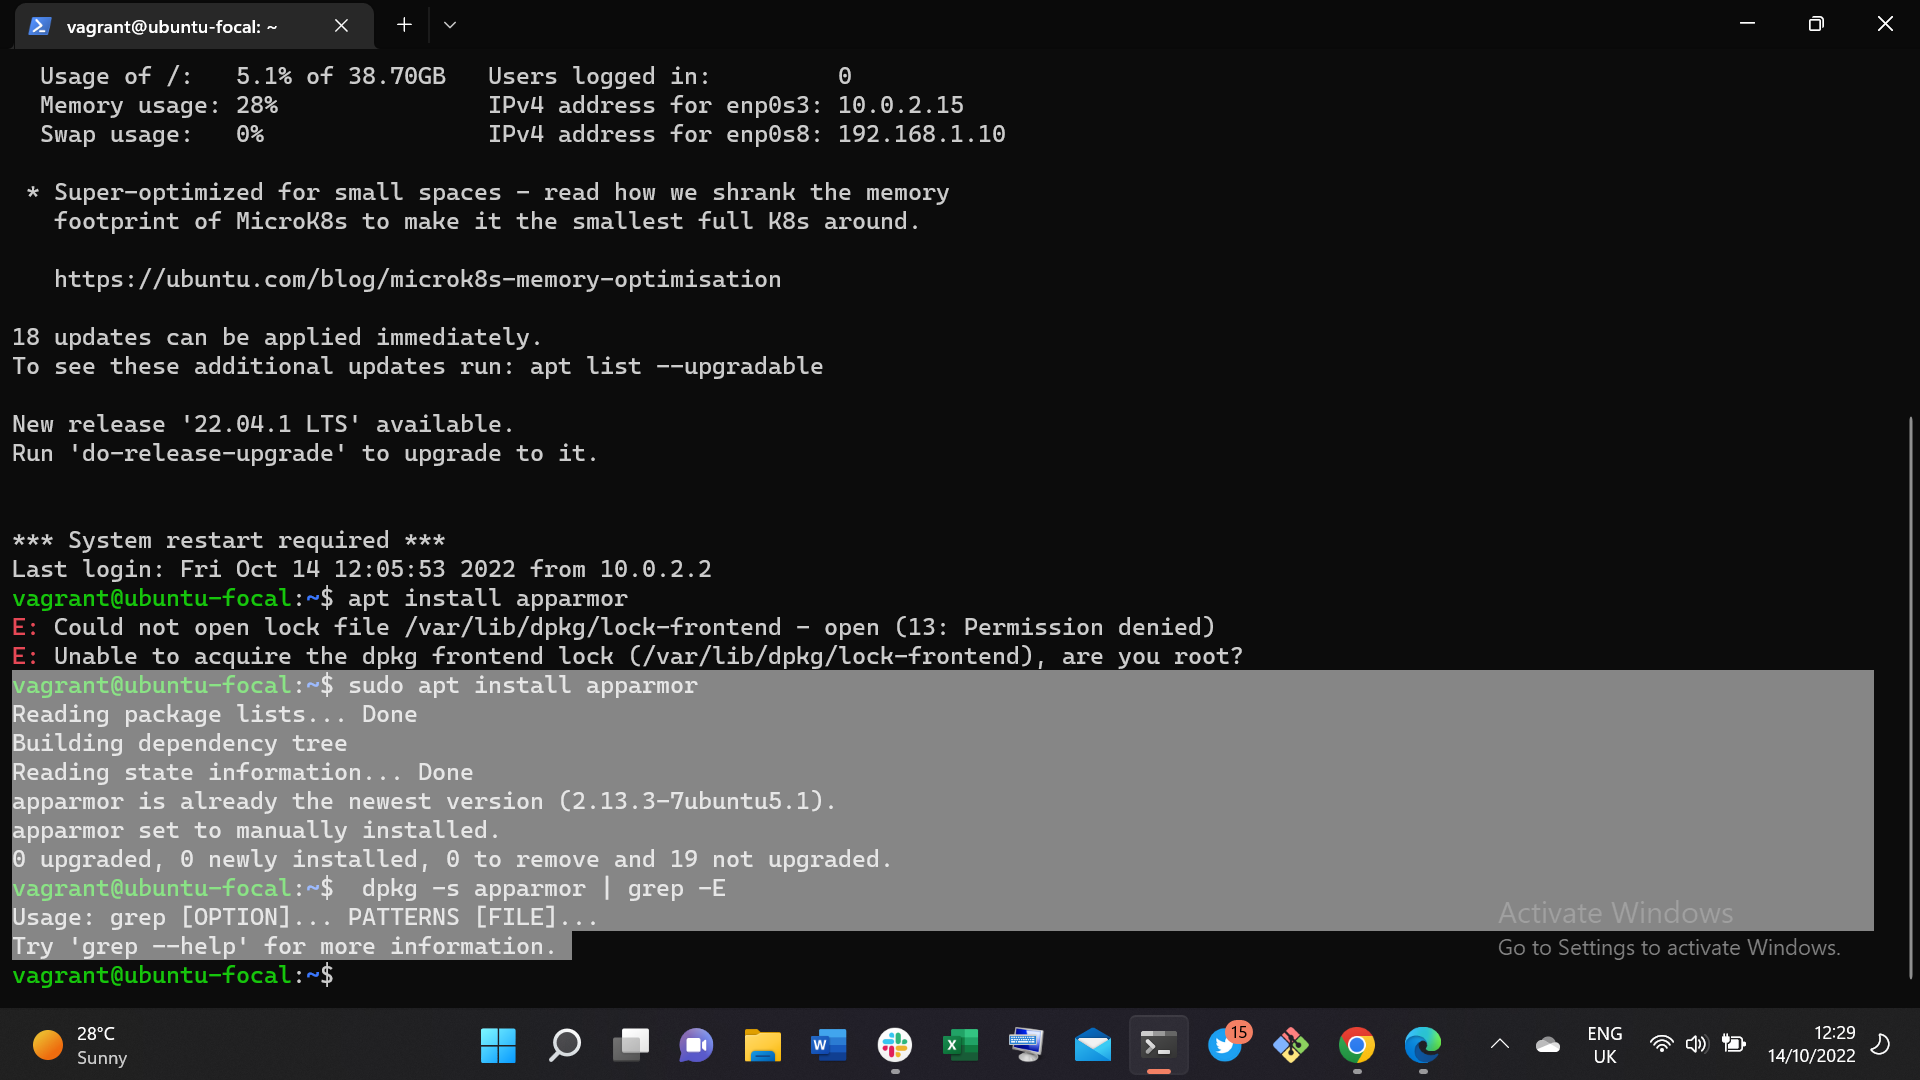 vagrant@ubuntu-focal: ~
Usage of /:   5.1% of 38.70GB   Users logged in:         0
Memory usage: 28%               IPv4 address for enp0s3: 10.0.2.15
Swap usage:   0%                IPv4 address for enp0s8: 192.168.1.10
* Super-optimized for small spaces - read how we shrank the memory
footprint of MicroK8s to make it the smallest full K8s around.
https://ubuntu.com/blog/microk8s-memory-optimisation
18 updates can be applied immediately.
To see these additional updates run: apt list --upgradable
New release '22.04.1 LTS' available.
Run 'do-release-upgrade' to upgrade to it.
*** System restart required ***
Last login: Fri Oct 14 12:05:53 2022 from 10.0.2.2
vagrant@ubuntu-focal:~$ apt install apparmor
E: Could not open lock file /var/lib/dpkg/lock-frontend - open (13: Permission denied)
E: Unable to acquire the dpkg frontend lock (/var/lib/dpkg/lock-frontend), are you root?
vagrant@ubuntu-focal:~$ sudo apt install apparmor
Reading package lists... Done
Building dependency tree
Reading state information... Done
apparmor is already the newest version (2.13.3-7ubuntu5.1).
apparmor set to manually installed.
0 upgraded, 0 newly installed, 0 to remove and 19 not upgraded.
vagrant@ubuntu-focal:~$  dpkg -s apparmor | grep -E
Usage: grep [OPTION]... PATTERNS [FILE]...
Try 'grep --help' for more information.
vagrant@ubuntu-focal:~$
Activate Windows
Go to Settings to activate Windows.
28°C
Sunny
15
ENG
UK
12:29
14/10/2022